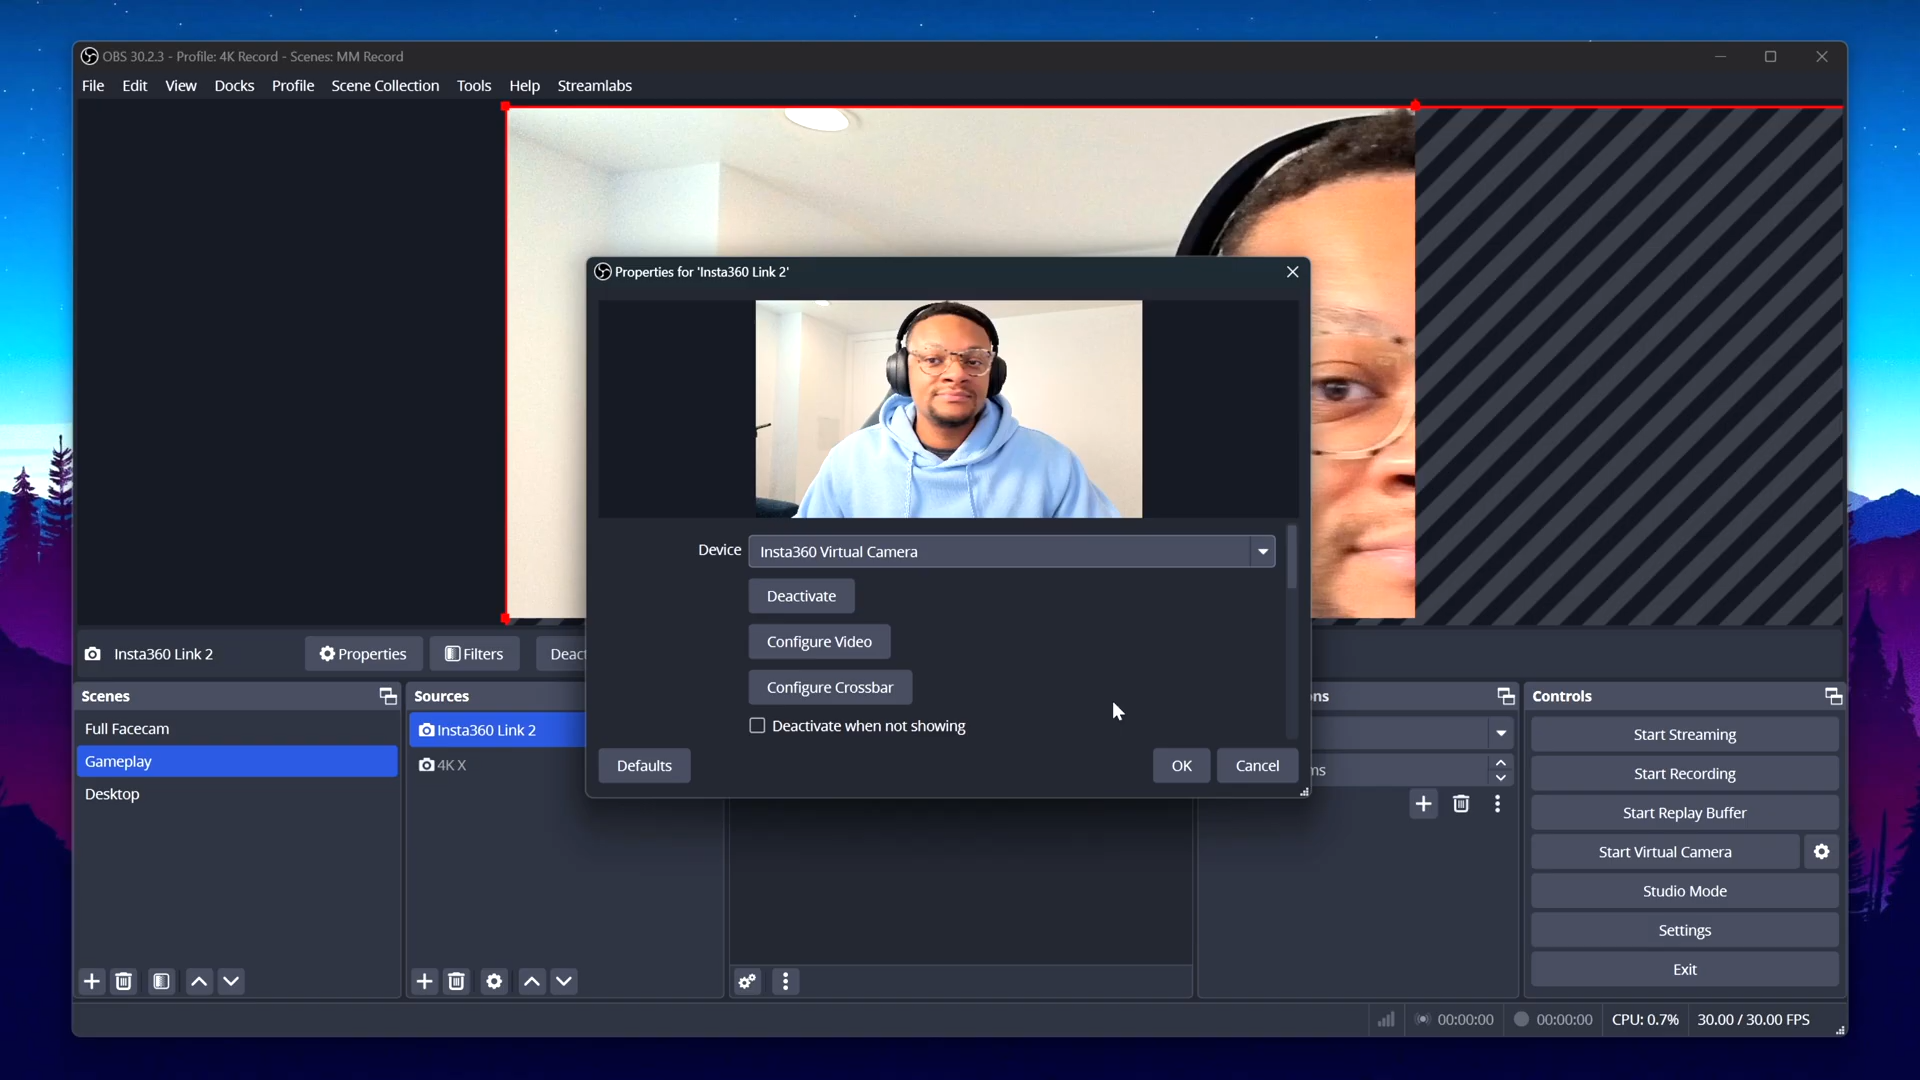 OBS 30.2.3 - Profile: 4K Record - Scenes: MM Record
File Edit View Docks Profile Scene Collection Tools Help Streamlabs
Properties for 'Insta360 Link 2'
Device Insta360 Virtual Camera
Deactivate
Configure Video
Configure Crossbar
Deactivate when not showing
Defaults OK Cancel
Insta360 Link 2 Properties Filters Deac
Scenes
Full Facecam
Gameplay
Desktop
Sources
Insta360 Link 2
4K X
ns
ms
Controls
Start Streaming
Start Recording
Start Replay Buffer
Start Virtual Camera
Studio Mode
Settings
Exit
00:00:00 00:00:00 CPU: 0.7% 30.00 / 30.00 FPS